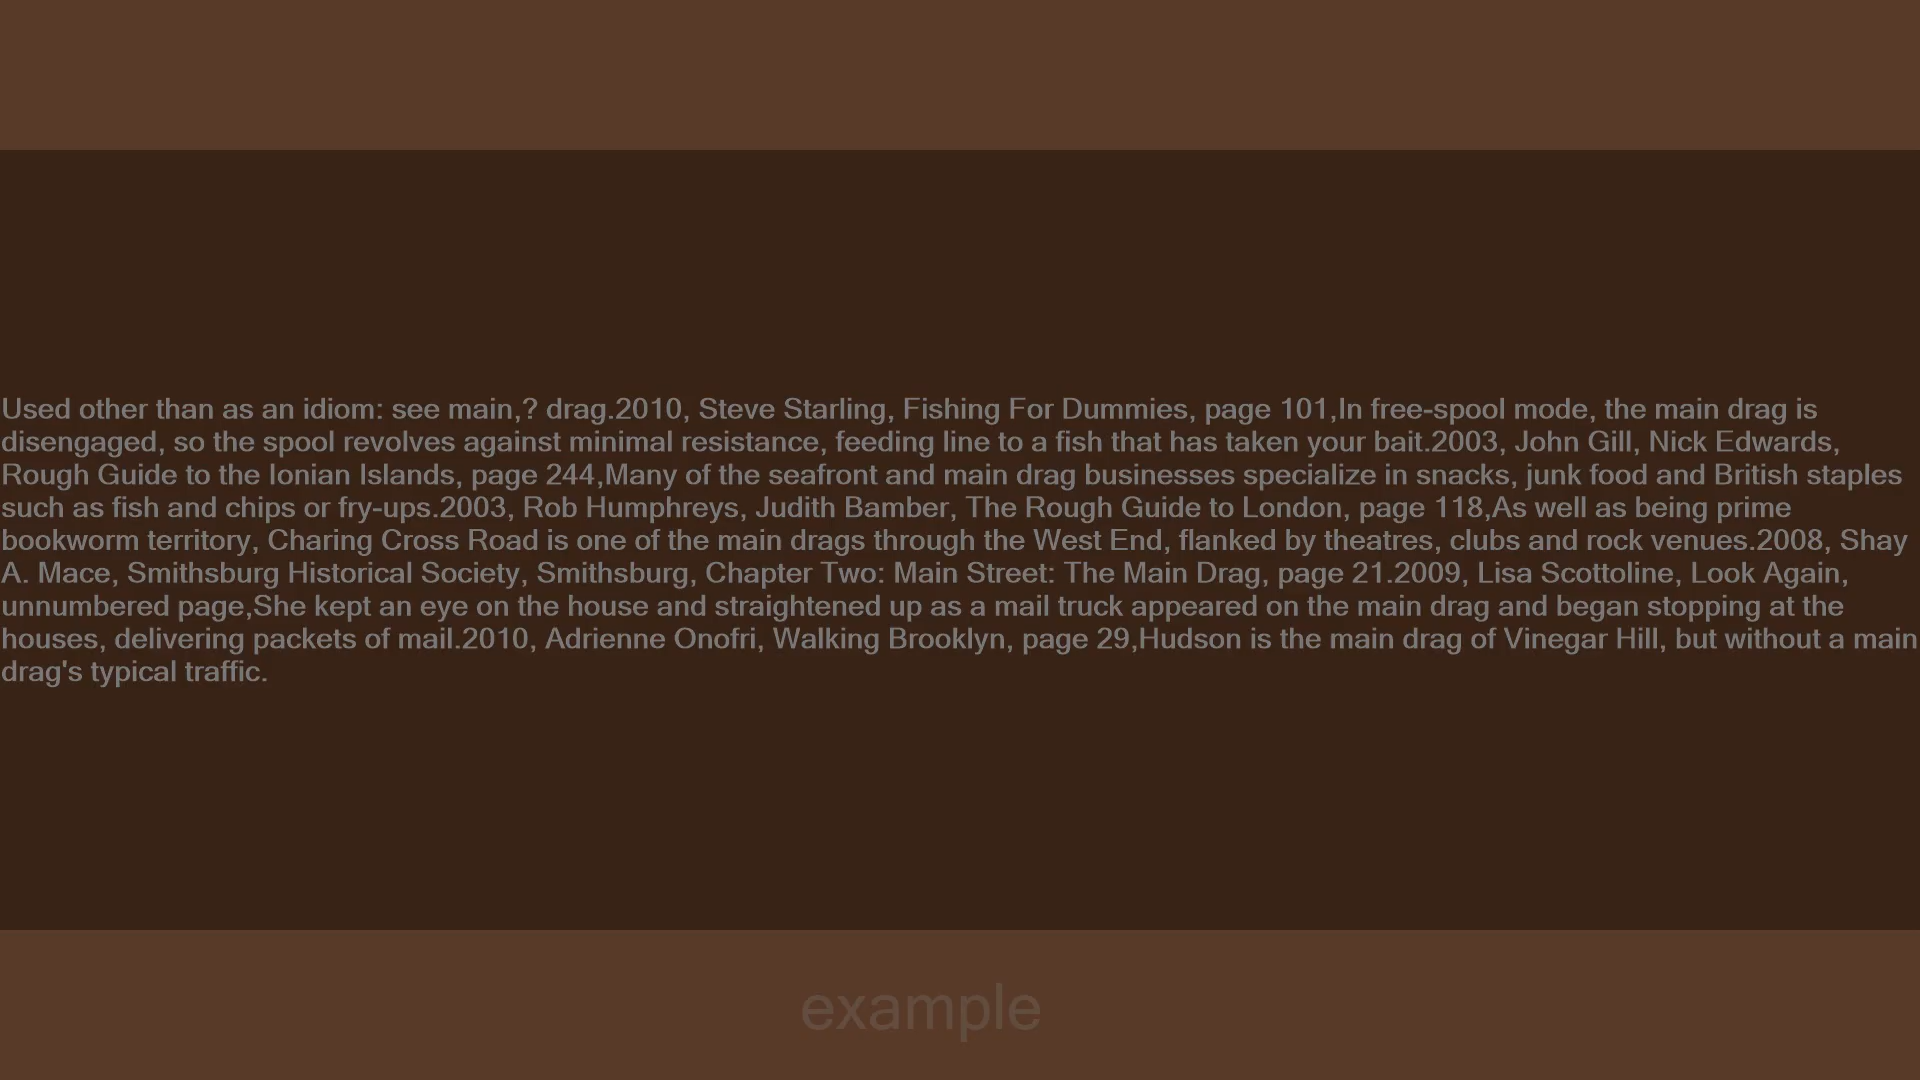 Used other than as an idiom: see main,? drag.2010, Steve Starling, Fishing For Dummies, page 101,In free-spool mode, the main drag is
disengaged, so the spool revolves against minimal resistance, feeding line to a fish that has taken your bait.2003, John Gill, Nick Edwards,
Rough Guide to the Ionian Islands, page 244,Many of the seafront and main drag businesses specialize in snacks, junk food and British staples
such as fish and chips or fry-ups.2003, Rob Humphreys, Judith Bamber, The Rough Guide to London, page 118,As well as being prime
bookworm territory, Charing Cross Road is one of the main drags through the West End, flanked by theatres, clubs and rock venues.2008, Shay
A. Mace, Smithsburg Historical Society, Smithsburg, Chapter Two: Main Street: The Main Drag, page 21.2009, Lisa Scottoline, Look Again,
unnumbered page,She kept an eye on the house and straightened up as a mail truck appeared on the main drag and began stopping at the
houses, delivering packets of mail.2010, Adrienne Onofri, Walking Brooklyn, page 29,Hudson is the main drag of Vinegar Hill, but without a main
drag's typical traffic.
example